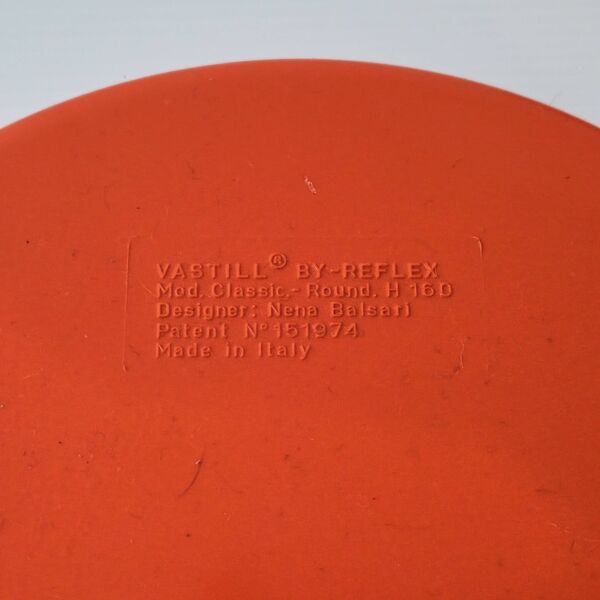 VASTILL® BY-REFLEX
Mod. Classic.- Round. H 160
Designer: Nena Balsari
Patent N° 151974
Made in Italy